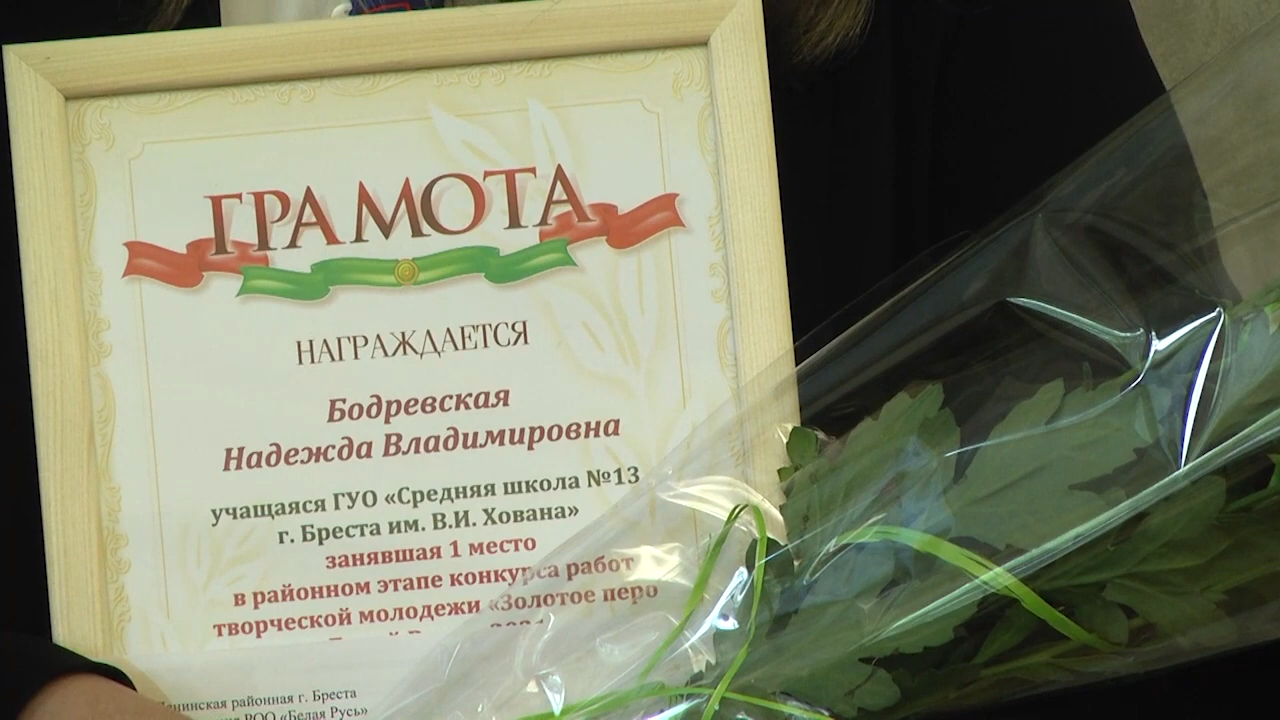 ГРАМОТА
НАГРАЖДАЕТСЯ
Бодревская
Надежда Владимировна
учащаяся ГУО «Средняя школа №13
г. Бреста им. В.И. Хована»
занявшая 1 место
в районном этапе конкурса работ
творческой молодежи «Золотое перо
районная г. Бреста
РОО «Белая Русь»